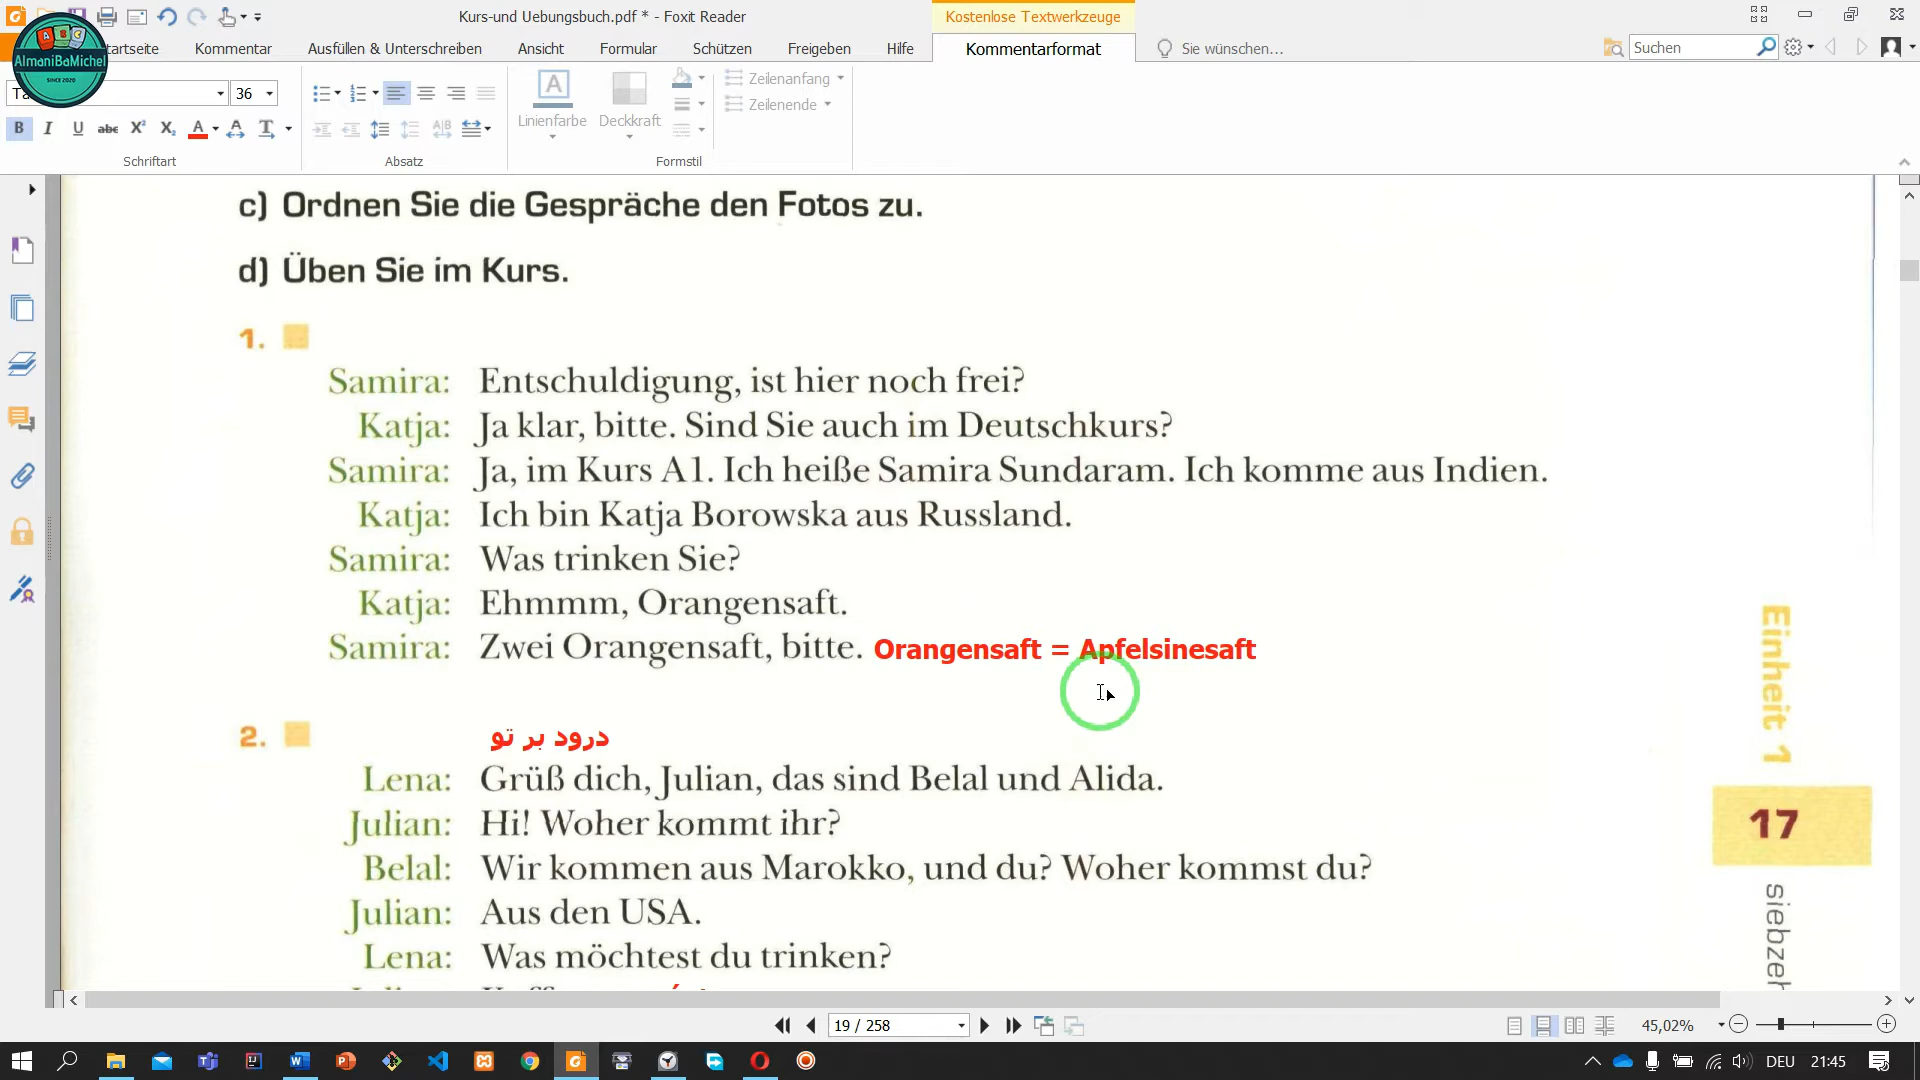 Kurs-und Uebungsbuch.pdf * - Foxit Reader
Kostenlose Textwerkzeuge
Kommentar
Ausfüllen & Unterschreiben
Ansicht
Formular
Schützen
Freigeben
Hilfe
Kommentarformat
Sie wünschen...
Suchen
ABC
AlmaniBaMichel
SINCE 2020
36
Zeilenanfang
Zeilenende
Linienfarbe
Deckkraft
Schriftart
Absatz
Formstil
c) Ordnen Sie die Gespräche den Fotos zu.
d) Üben Sie im Kurs.
1.
Samira: Entschuldigung, ist hier noch frei?
Katja: Ja klar, bitte. Sind Sie auch im Deutschkurs?
Samira: Ja, im Kurs A1. Ich heiße Samira Sundaram. Ich komme aus Indien.
Katja: Ich bin Katja Borowska aus Russland.
Samira: Was trinken Sie?
Katja: Ehmmm, Orangensaft.
Samira: Zwei Orangensaft, bitte. Orangensaft = Apfelsinesaft
2.
درود بر تو
Lena: Grüß dich, Julian, das sind Belal und Alida.
Julian: Hi! Woher kommt ihr?
Belal: Wir kommen aus Marokko, und du? Woher kommst du?
Julian: Aus den USA.
Lena: Was möchtest du trinken?
Einheit 1
17
19 / 258
45,02%
DEU
21:45